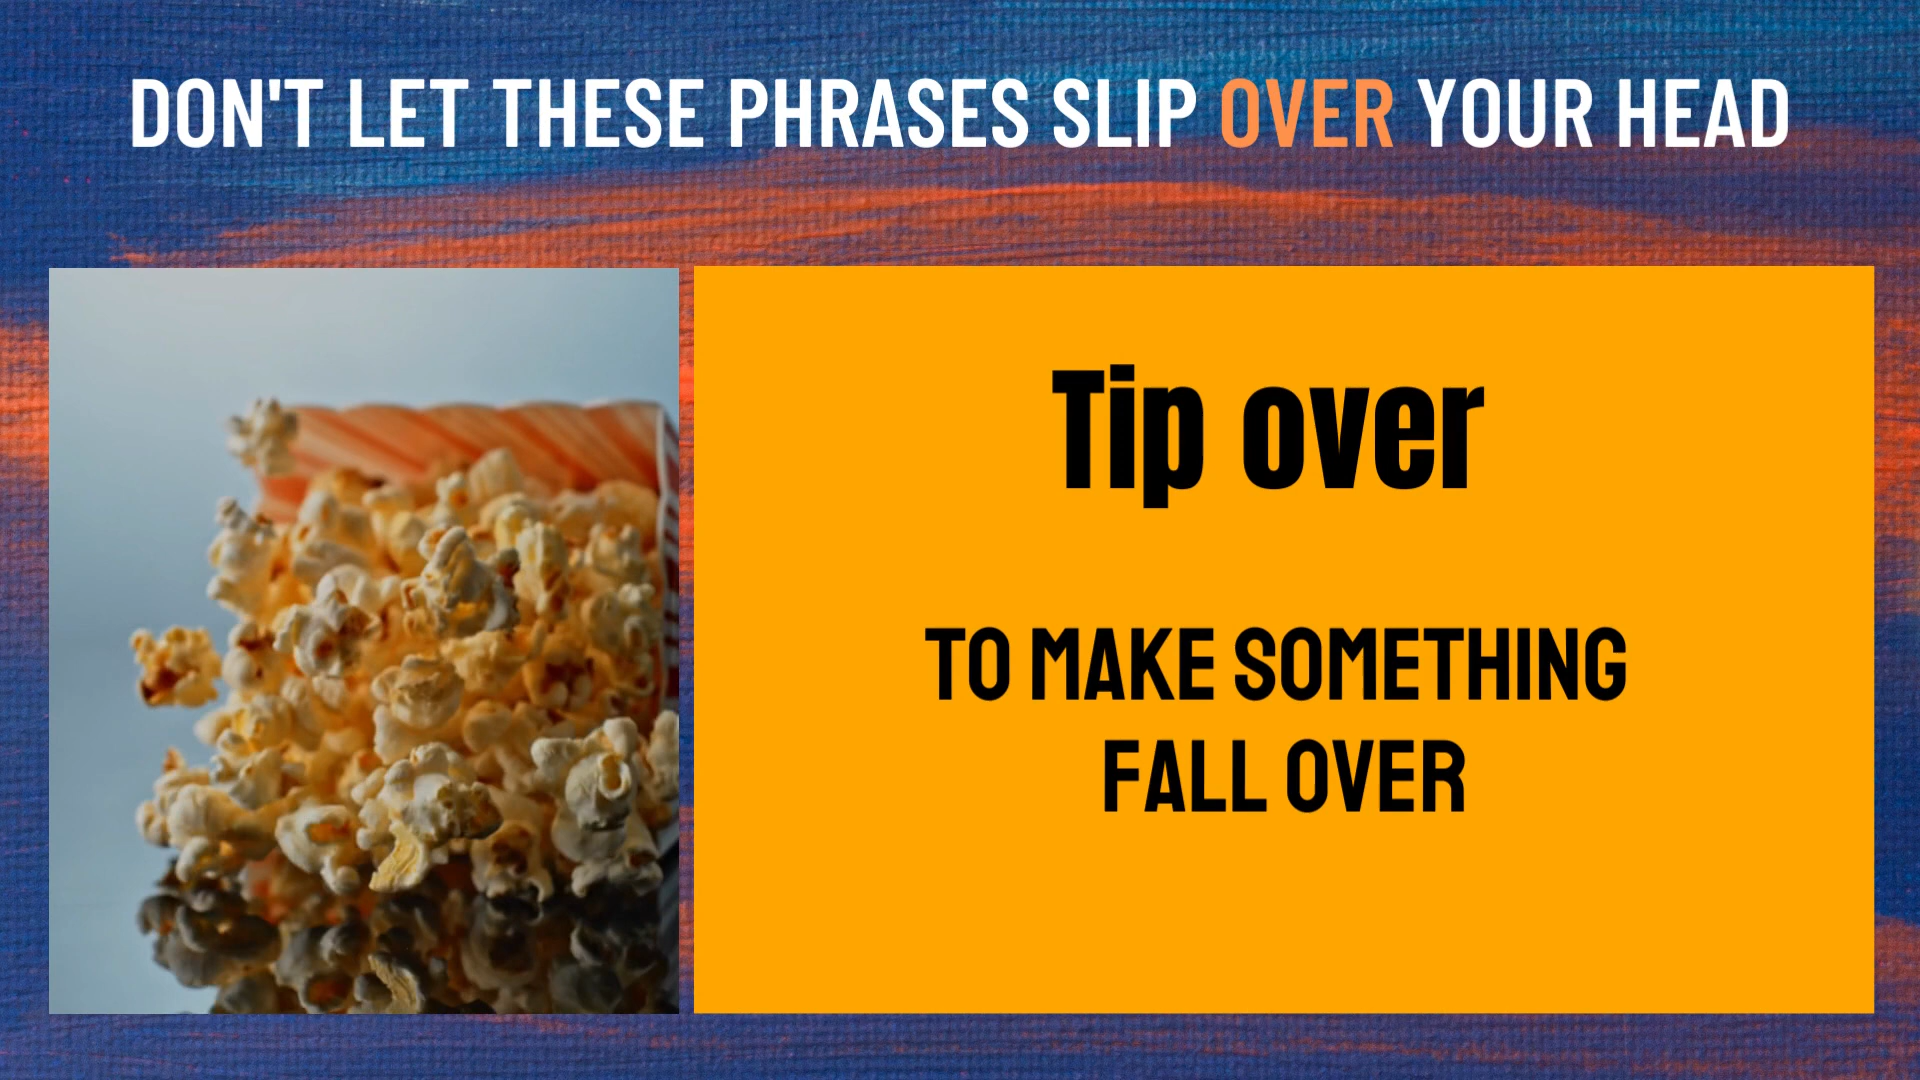 DON'T LET THESE PHRASES SLIP OVER YOUR HEAD
Tip over
TO MAKE SOMETHING
FALL OVER